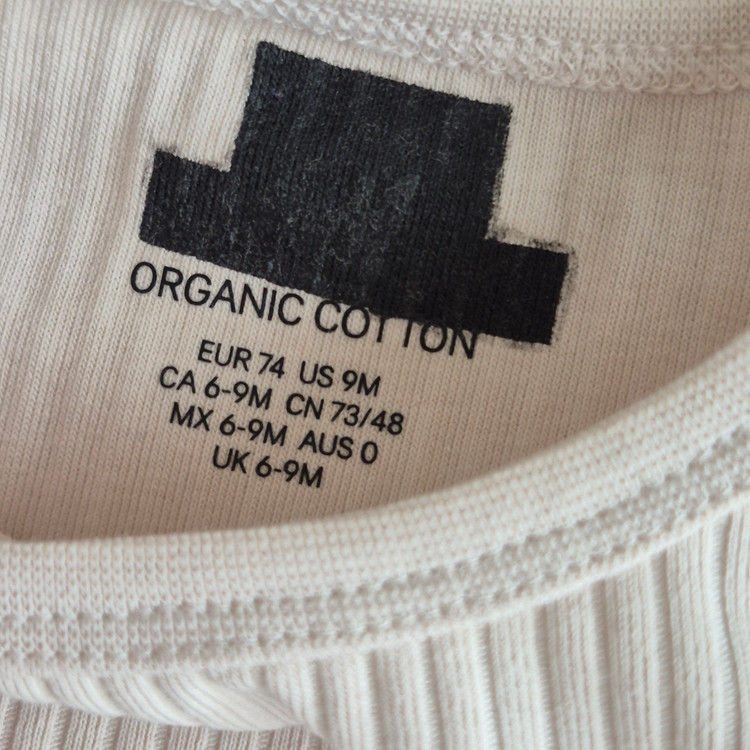 ORGANIC COTTON
EUR 74 US 9M
CA 6-9M CN 73/48
MX 6-9M AUS 0
UK 6-9M